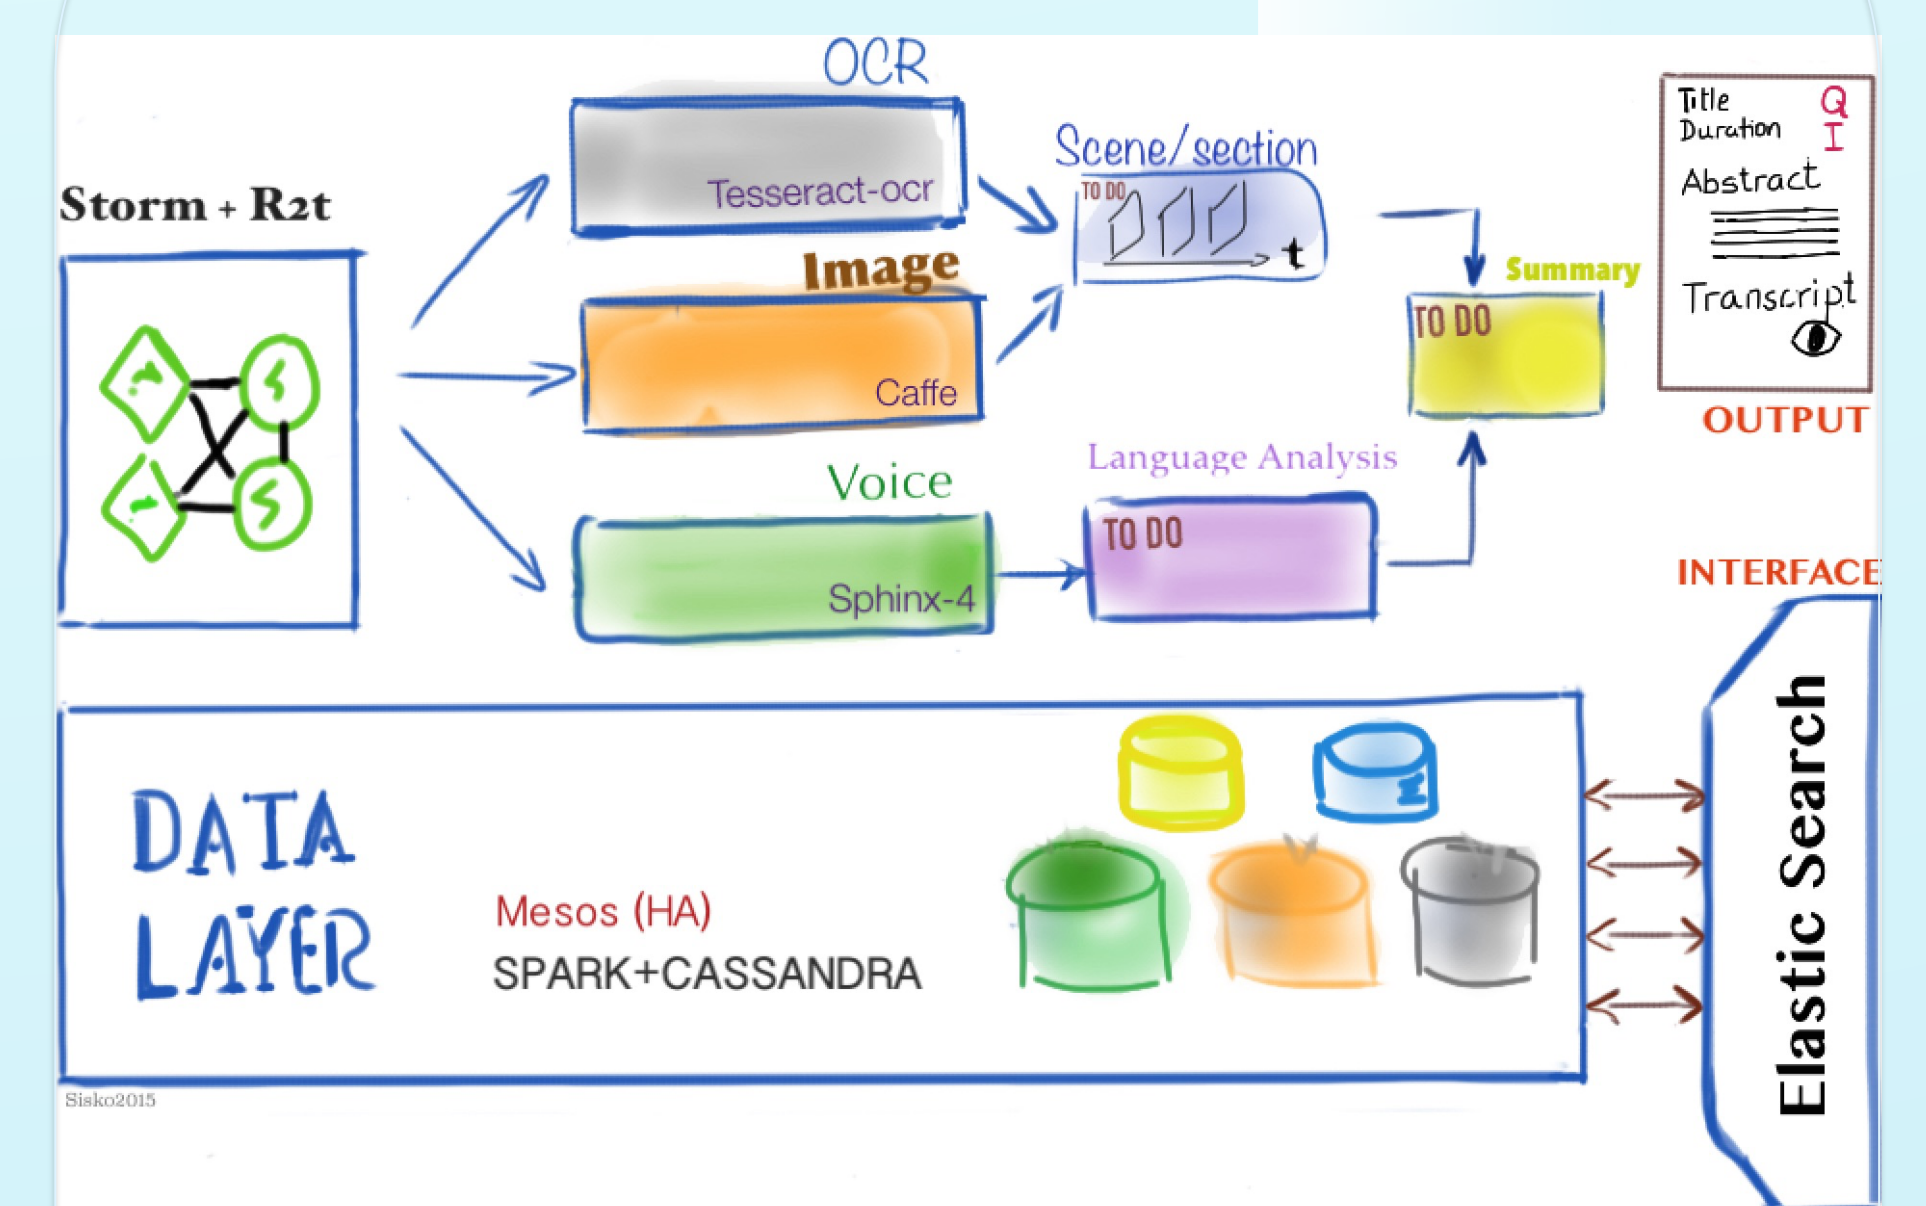 OCR
Tesseract-ocr
Storm + R2t
Image
Caffe
Voice
Sphinx-4
Scene/section
TO DO
t
Summary
TO DO
Language Analysis
TO DO
Title Q
Duration I
Abstract
Transcript
OUTPUT
INTERFACE
DATA
LAYER
Mesos (HA)
SPARK+CASSANDRA
Elastic Search
Sisko2015